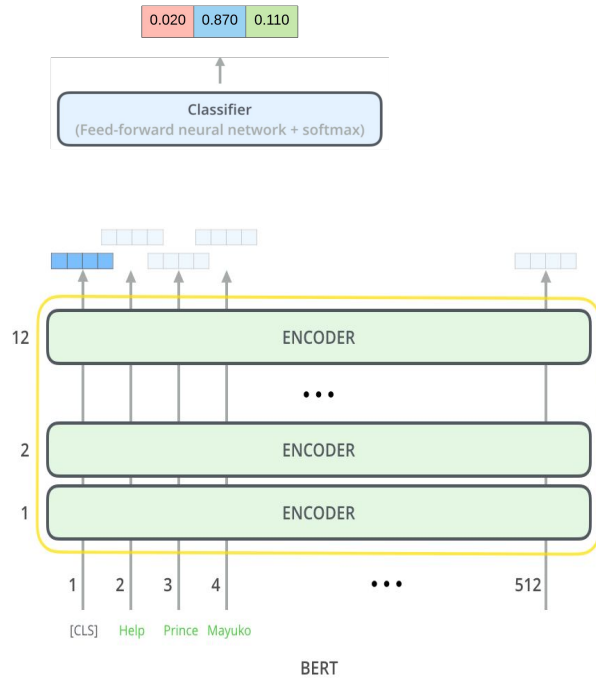 0.020 0.870 0.110
Classifier
(Feed-forward neural network + softmax)
12 ENCODER
...
2 ENCODER
1 ENCODER
1 2 3 4 ... 512
[CLS] Help Prince Mayuko
BERT